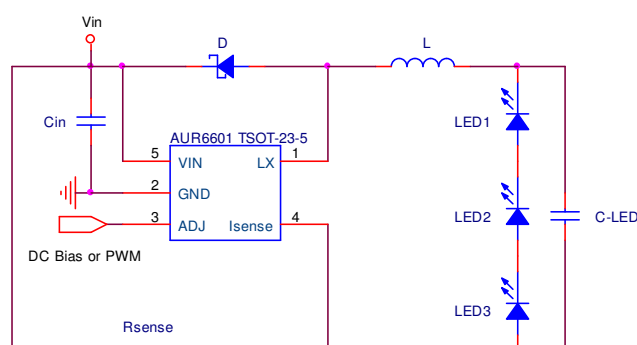 Vin
D
L
Cin
AUR6601 TSOT-23-5
5
VIN
LX
1
LED1
2
GND
3
ADJ
Isense
4
LED2
C-LED
DC Bias or PWM
LED3
Rsense